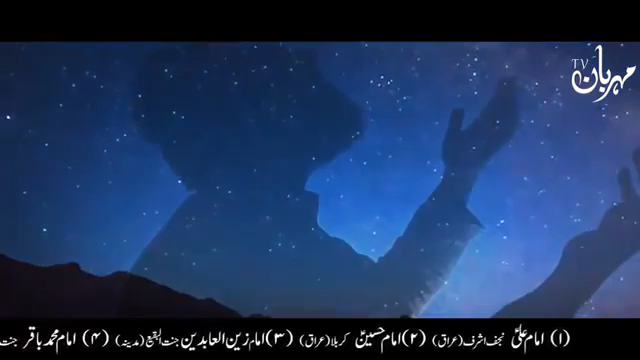 TV
مہربان
(۱) امام علیؑ نجف اشرف (عراق) (۲) امام حسینؑ کربلا (عراق) (۳) امام زین العابدین جنت البقیع (مدینہ) (۴) امام محمد باقر جنت